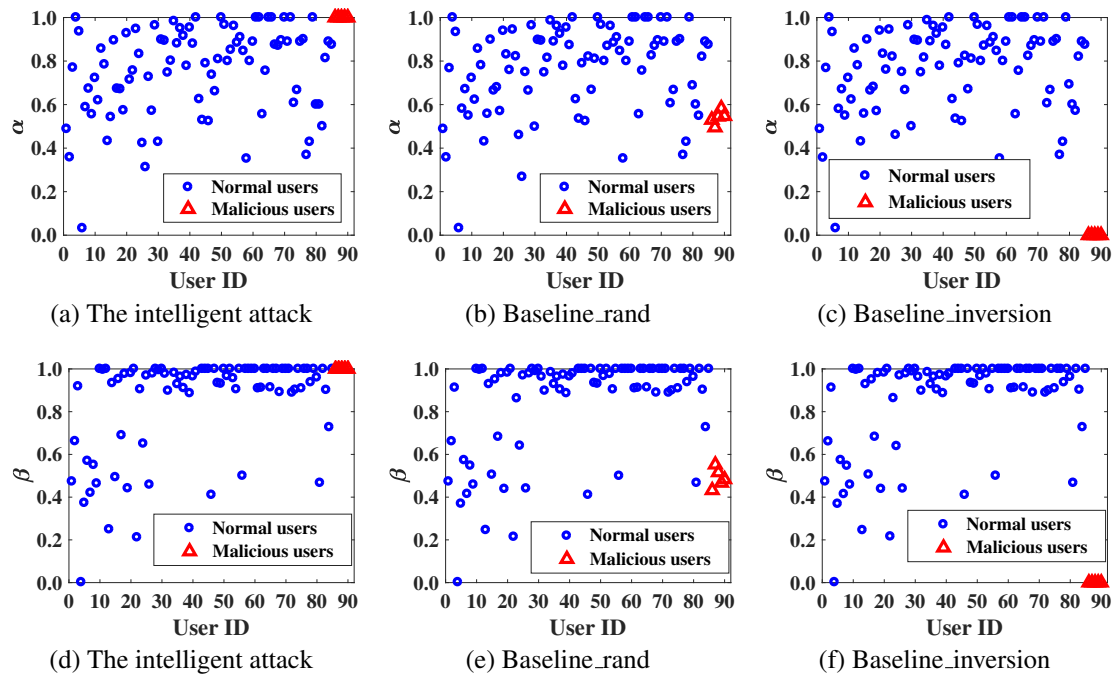 1.0
0.8
0.6
0.4
0.2
0.0
α
Normal users
Malicious users
0 10 20 30 40 50 60 70 80 90
User ID
(a) The intelligent attack
1.0
0.8
0.6
0.4
0.2
0.0
α
Normal users
Malicious users
0 10 20 30 40 50 60 70 80 90
User ID
(b) Baseline_rand
1.0
0.8
0.6
0.4
0.2
0.0
α
Normal users
Malicious users
0 10 20 30 40 50 60 70 80 90
User ID
(c) Baseline_inversion
1.0
0.8
0.6
0.4
0.2
0.0
β
Normal users
Malicious users
0 10 20 30 40 50 60 70 80 90
User ID
(d) The intelligent attack
1.0
0.8
0.6
0.4
0.2
0.0
β
Normal users
Malicious users
0 10 20 30 40 50 60 70 80 90
User ID
(e) Baseline_rand
1.0
0.8
0.6
0.4
0.2
0.0
β
Normal users
Malicious users
0 10 20 30 40 50 60 70 80 90
User ID
(f) Baseline_inversion